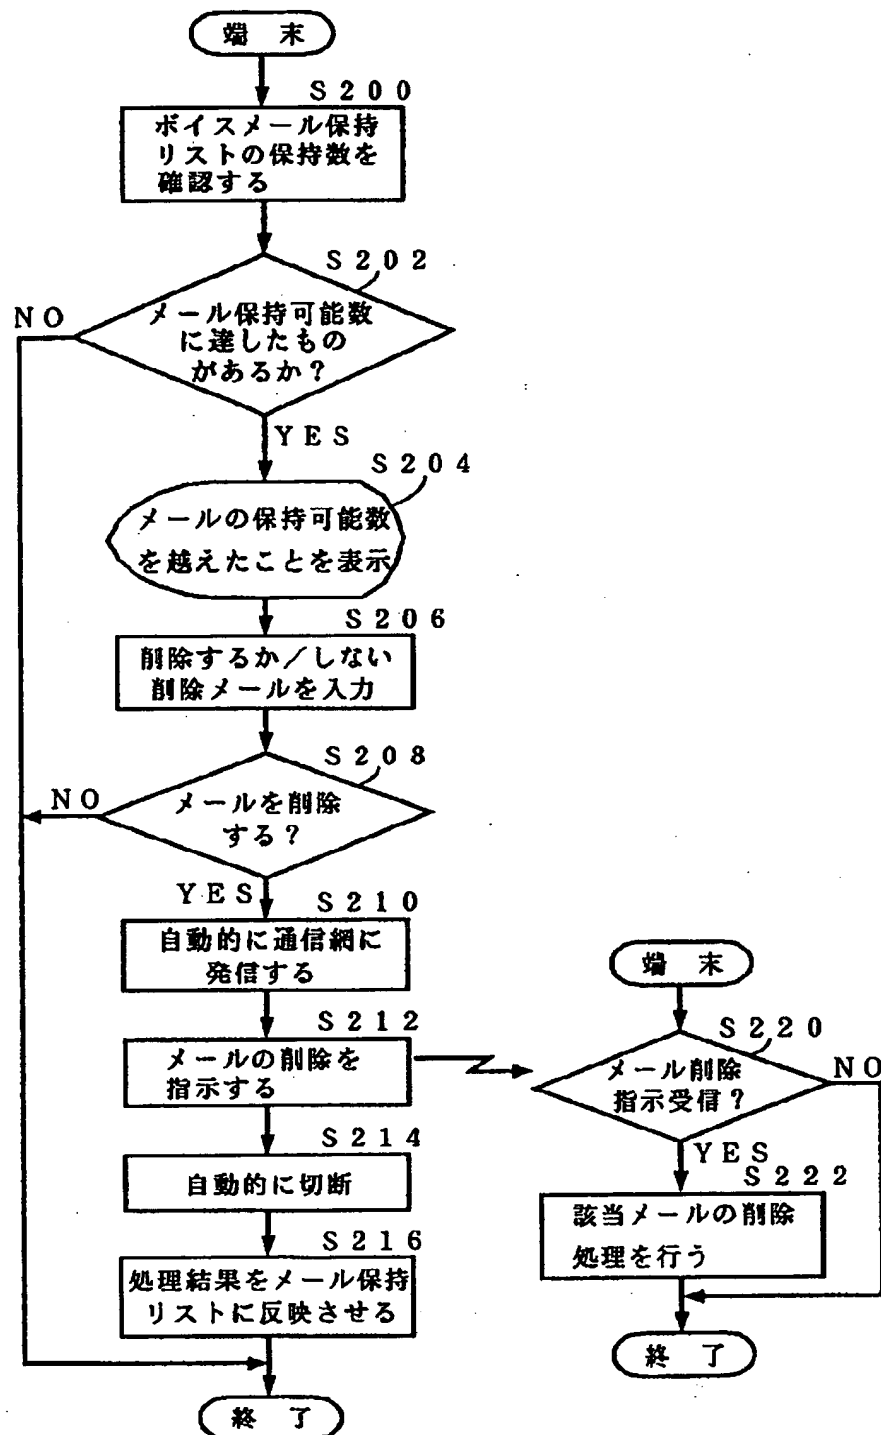 端 末
S200
ボイスメール保持
リストの保持数を
確認する
S202
メール保持可能数
に達したもの
があるか？
NO
YES
S204
メールの保持可能数
を越えたことを表示
S206
削除するか／しない
削除メールを入力
S208
メールを削除
する？
NO
YES
S210
自動的に通信網に
発信する
S212
メールの削除を
指示する
S214
自動的に切断
S216
処理結果をメール保持
リストに反映させる
終 了
端 末
S220
メール削除
指示受信？
NO
YES
S222
該当メールの削除
処理を行う
終 了